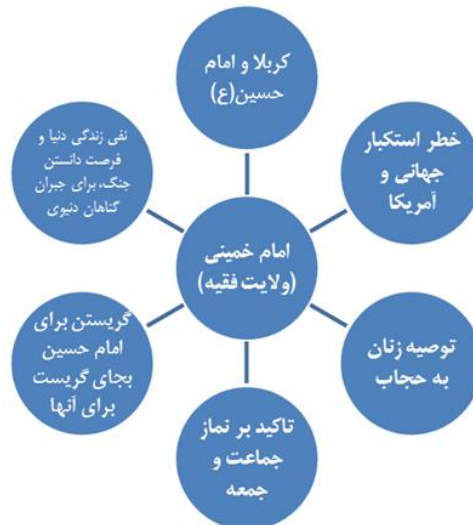 کربلا و امام
حسین(ع)
خطر استکبار
جهانی و
آمریکا
توصیه زنان
به حجاب
تاکید بر نماز
جماعت و
جمعه
گریستن برای
امام حسین
بجای گریست
برای آنها
نفی زندگی دنیا و
فرصت دانستن
جنگ، برای جبران
گناهان دنیوی
امام خمینی
(ولایت فقیه)